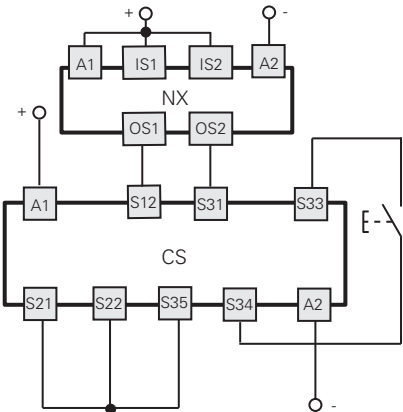 + -
A1 IS1 IS2 A2
NX
OS1 OS2
+
A1 S12 S31 S33
CS
S21 S22 S35 S34 A2
-